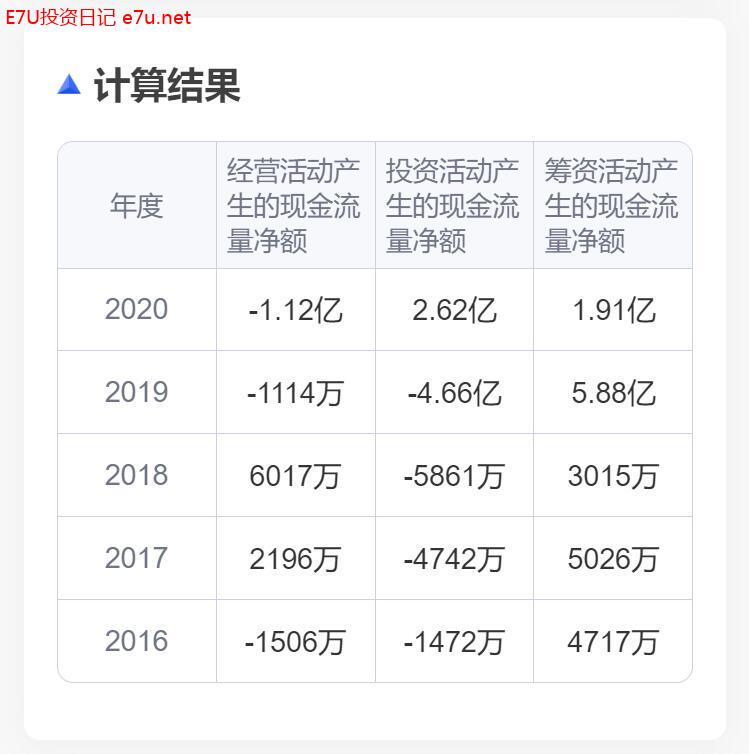 E7U投资日记 e7u.net
计算结果
年度
经营活动产
生的现金流
量净额
投资活动产
生的现金流
量净额
筹资活动产
生的现金流
量净额
2020 -1.12亿 2.62亿 1.91亿
2019 -1114万 -4.66亿 5.88亿
2018 6017万 -5861万 3015万
2017 2196万 -4742万 5026万
2016 -1506万 -1472万 4717万